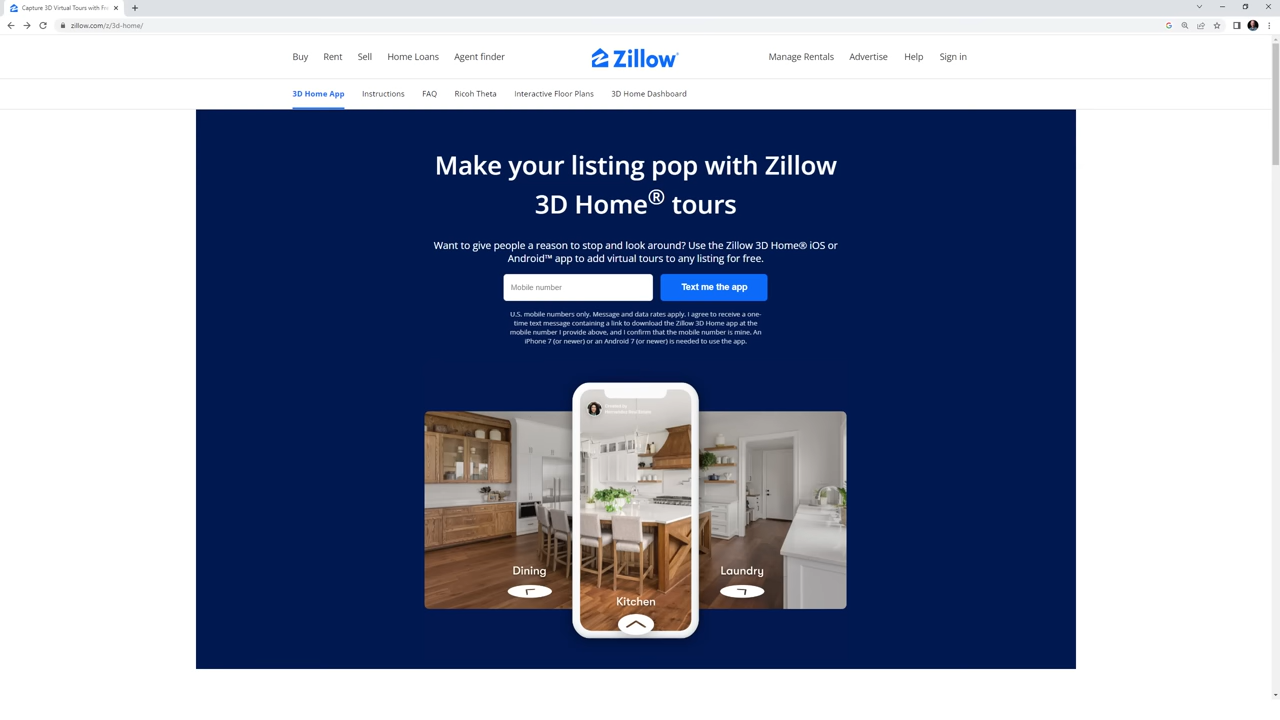 Capture 3D Virtual Tours with Fre
zillow.com/z/3d-home/
Buy Rent Sell Home Loans Agent finder Zillow Manage Rentals Advertise Help Sign in
3D Home App Instructions FAQ Ricoh Theta Interactive Floor Plans 3D Home Dashboard
Make your listing pop with Zillow
3D Home® tours
Want to give people a reason to stop and look around? Use the Zillow 3D Home® iOS or
Android™ app to add virtual tours to any listing for free.
Mobile number Text me the app
U.S. mobile numbers only. Message and data rates apply. I agree to receive a one-
time text message containing a link to download the Zillow 3D Home app at the
mobile number I provide above, and I confirm that the mobile number is mine. An
iPhone 7 (or newer) or an Android 7 (or newer) is needed to use the app.
Dining
Laundry
Kitchen